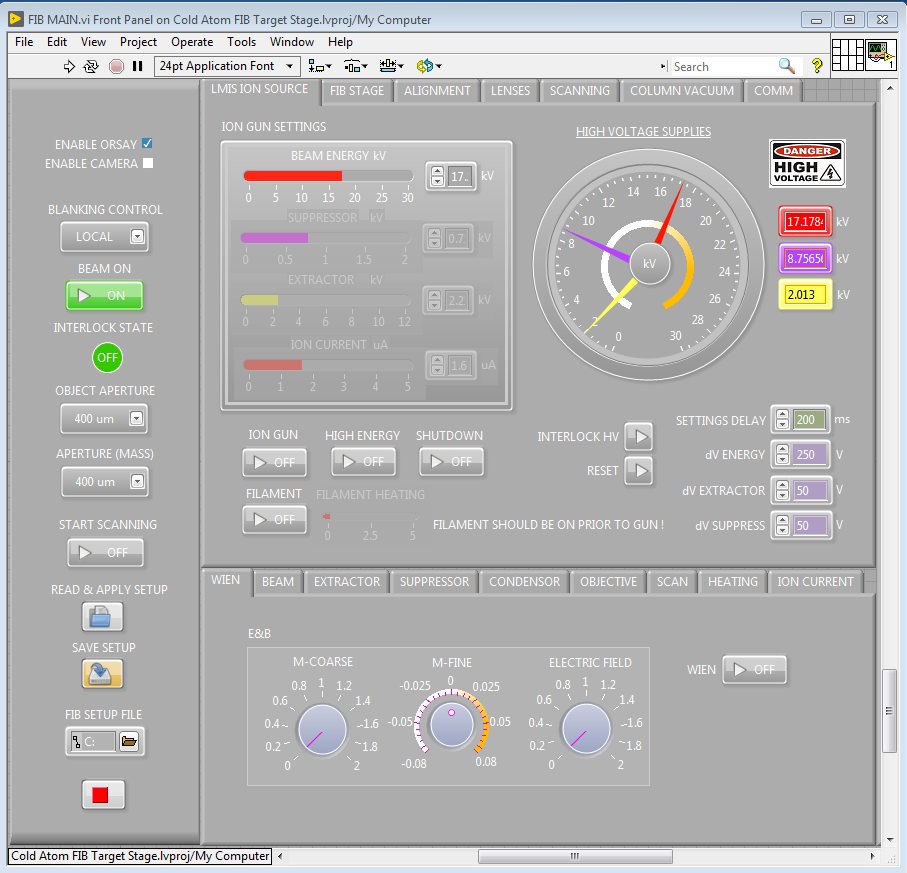 FIB MAIN.vi Front Panel on Cold Atom FIB Target Stage.lvproj/My Computer
File Edit View Project Operate Tools Window Help
24pt Application Font
Search
?
1
LMIS ION SOURCE FIB STAGE ALIGNMENT LENSES SCANNING COLUMN VACUUM COMM
ENABLE ORSAY
ENABLE CAMERA
BLANKING CONTROL
LOCAL
BEAM ON
ON
INTERLOCK STATE
OFF
OBJECT APERTURE
400 um
APERTURE (MASS)
400 um
START SCANNING
OFF
READ & APPLY SETUP
SAVE SETUP
FIB SETUP FILE
C:
ION GUN SETTINGS
BEAM ENERGY kV
17.. kV
0 5 10 15 20 25 30
SUPPRESSOR kV
0.7 kV
0 0.5 1 1.5 2
EXTRACTOR kV
2.2 kV
0 2 4 6 8 10 12
ION CURRENT uA
1.6 uA
0 1 2 3 4 5
HIGH VOLTAGE SUPPLIES
0 2 4 6 8 10 12 14 16 18 20 22 24 26 28 30
kV
DANGER
HIGH
VOLTAGE
17.1784 kV
8.75656 kV
2.013 kV
ION GUN HIGH ENERGY SHUTDOWN
OFF OFF OFF
FILAMENT FILAMENT HEATING
OFF
0 2.5 5
FILAMENT SHOULD BE ON PRIOR TO GUN !
INTERLOCK HV
RESET
SETTINGS DELAY 200 ms
dV ENERGY 250 V
dV EXTRACTOR 50 V
dV SUPPRESS 50 V
WIEN BEAM EXTRACTOR SUPPRESSOR CONDENSOR OBJECTIVE SCAN HEATING ION CURRENT
E&B
M-COARSE
0 0.2 0.4 0.6 0.8 1 1.2 1.4 1.6 1.8 2
M-FINE
-0.08 -0.05 -0.025 0 0.025 0.05 0.08
ELECTRIC FIELD
0 0.2 0.4 0.6 0.8 1 1.2 1.4 1.6 1.8 2
WIEN OFF
Cold Atom FIB Target Stage.lvproj/My Computer